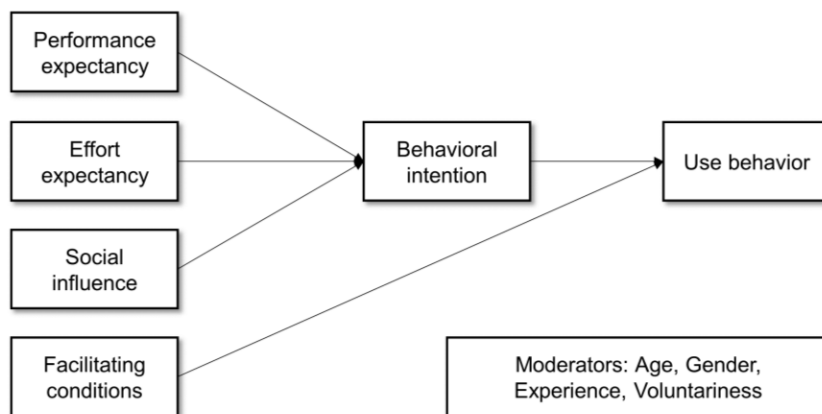 Performance
expectancy
Effort
expectancy
Behavioral
intention
Use behavior
Social
influence
Facilitating
conditions
Moderators: Age, Gender,
Experience, Voluntariness